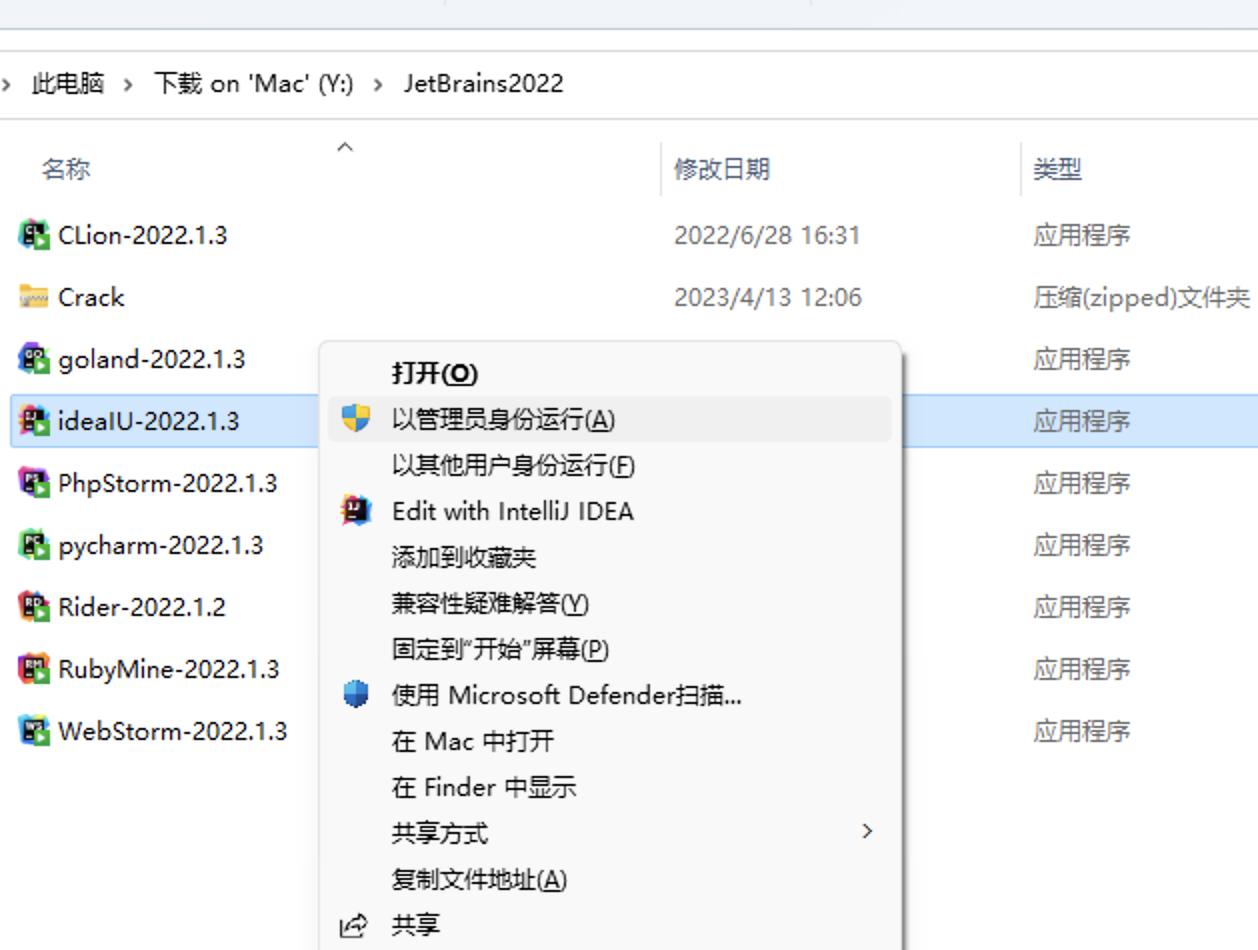 此电脑 › 下载 on 'Mac' (Y:) › JetBrains2022
名称 修改日期 类型
CLion-2022.1.3 2022/6/28 16:31 应用程序
Crack 2023/4/13 12:06 压缩(zipped)文件夹
goland-2022.1.3 应用程序
ideaIU-2022.1.3 应用程序
PhpStorm-2022.1.3 应用程序
pycharm-2022.1.3 应用程序
Rider-2022.1.2 应用程序
RubyMine-2022.1.3 应用程序
WebStorm-2022.1.3 应用程序
打开(O)
以管理员身份运行(A)
以其他用户身份运行(F)
Edit with IntelliJ IDEA
添加到收藏夹
兼容性疑难解答(Y)
固定到“开始”屏幕(P)
使用 Microsoft Defender扫描...
在 Mac 中打开
在 Finder 中显示
共享方式
复制文件地址(A)
共享